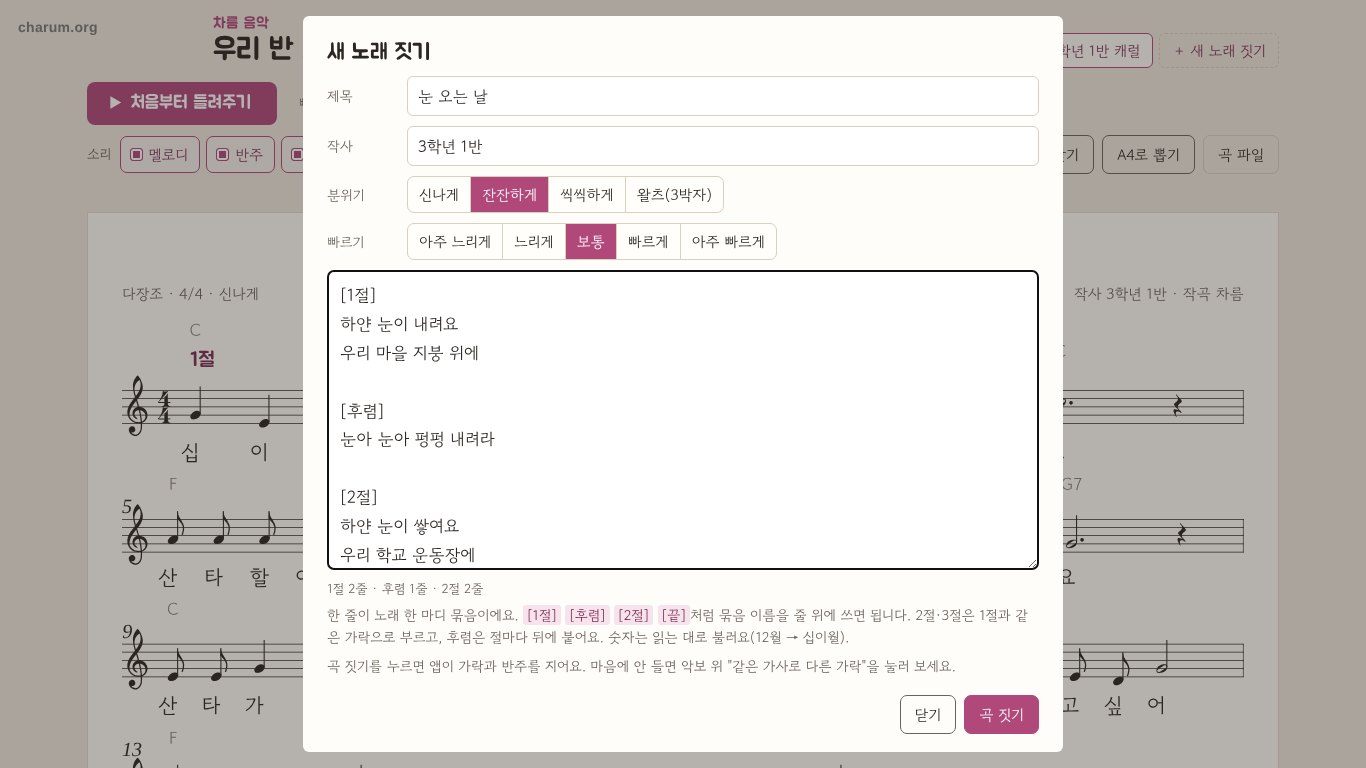 charum.org
차름 음악
우리 반
학년 1반 캐럴
+ 새 노래 짓기
▶ 처음부터 들려주기
소리
멜로디
반주
A4로 뽑기
곡 파일
다장조 · 4/4 · 신나게
작사 3학년 1반 · 작곡 차름
C
1절
4
4
십 이
F
G7
5
산 타 할
요
C
9
산 타 가
고 싶 어
F
13
새 노래 짓기
제목
눈 오는 날
작사
3학년 1반
분위기
신나게
잔잔하게
씩씩하게
왈츠(3박자)
빠르기
아주 느리게
느리게
보통
빠르게
아주 빠르게
[1절]
하얀 눈이 내려요
우리 마을 지붕 위에
[후렴]
눈아 눈아 펑펑 내려라
[2절]
하얀 눈이 쌓여요
우리 학교 운동장에
1절 2줄 · 후렴 1줄 · 2절 2줄
한 줄이 노래 한 마디 묶음이에요. [1절] [후렴] [2절] [끝]처럼 묶음 이름을 줄 위에 쓰면 됩니다. 2절·3절은 1절과 같
은 가락으로 부르고, 후렴은 절마다 뒤에 붙어요. 숫자는 읽는 대로 불러요(12월 → 십이월).
곡 짓기를 누르면 앱이 가락과 반주를 지어요. 마음에 안 들면 악보 위 "같은 가사로 다른 가락"을 눌러 보세요.
닫기
곡 짓기